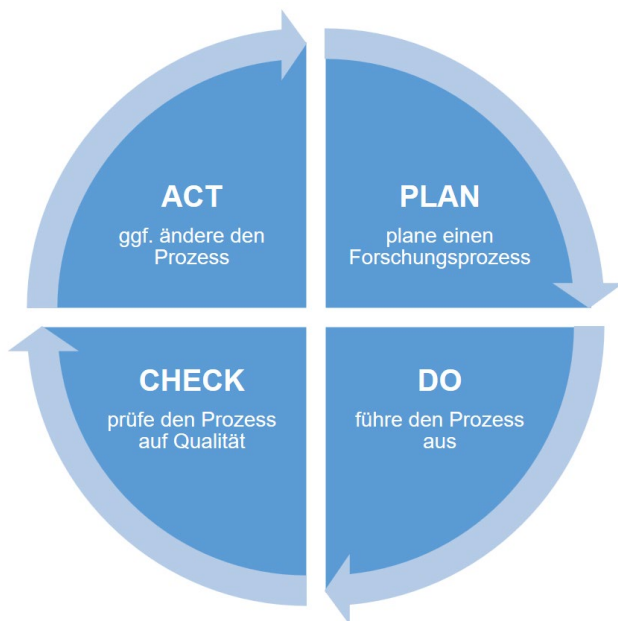 ACT
ggf. ändere den
Prozess
PLAN
plane einen
Forschungsprozess
CHECK
prüfe den Prozess
auf Qualität
DO
führe den Prozess
aus